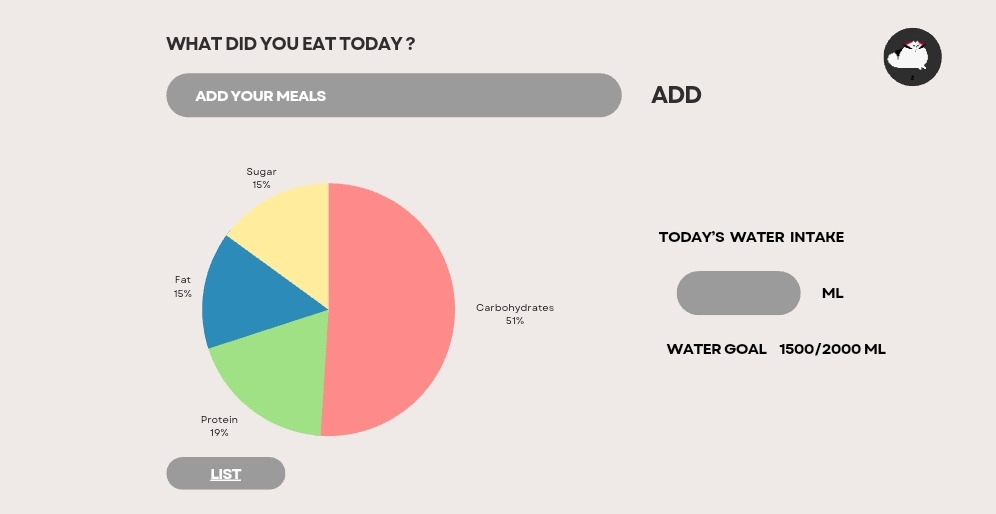 WHAT DID YOU EAT TODAY ?
ADD YOUR MEALS
ADD
Sugar
15%
Fat
15%
Carbohydrates
51%
Protein
19%
LIST
TODAY'S WATER INTAKE
ML
WATER GOAL 1500/2000 ML